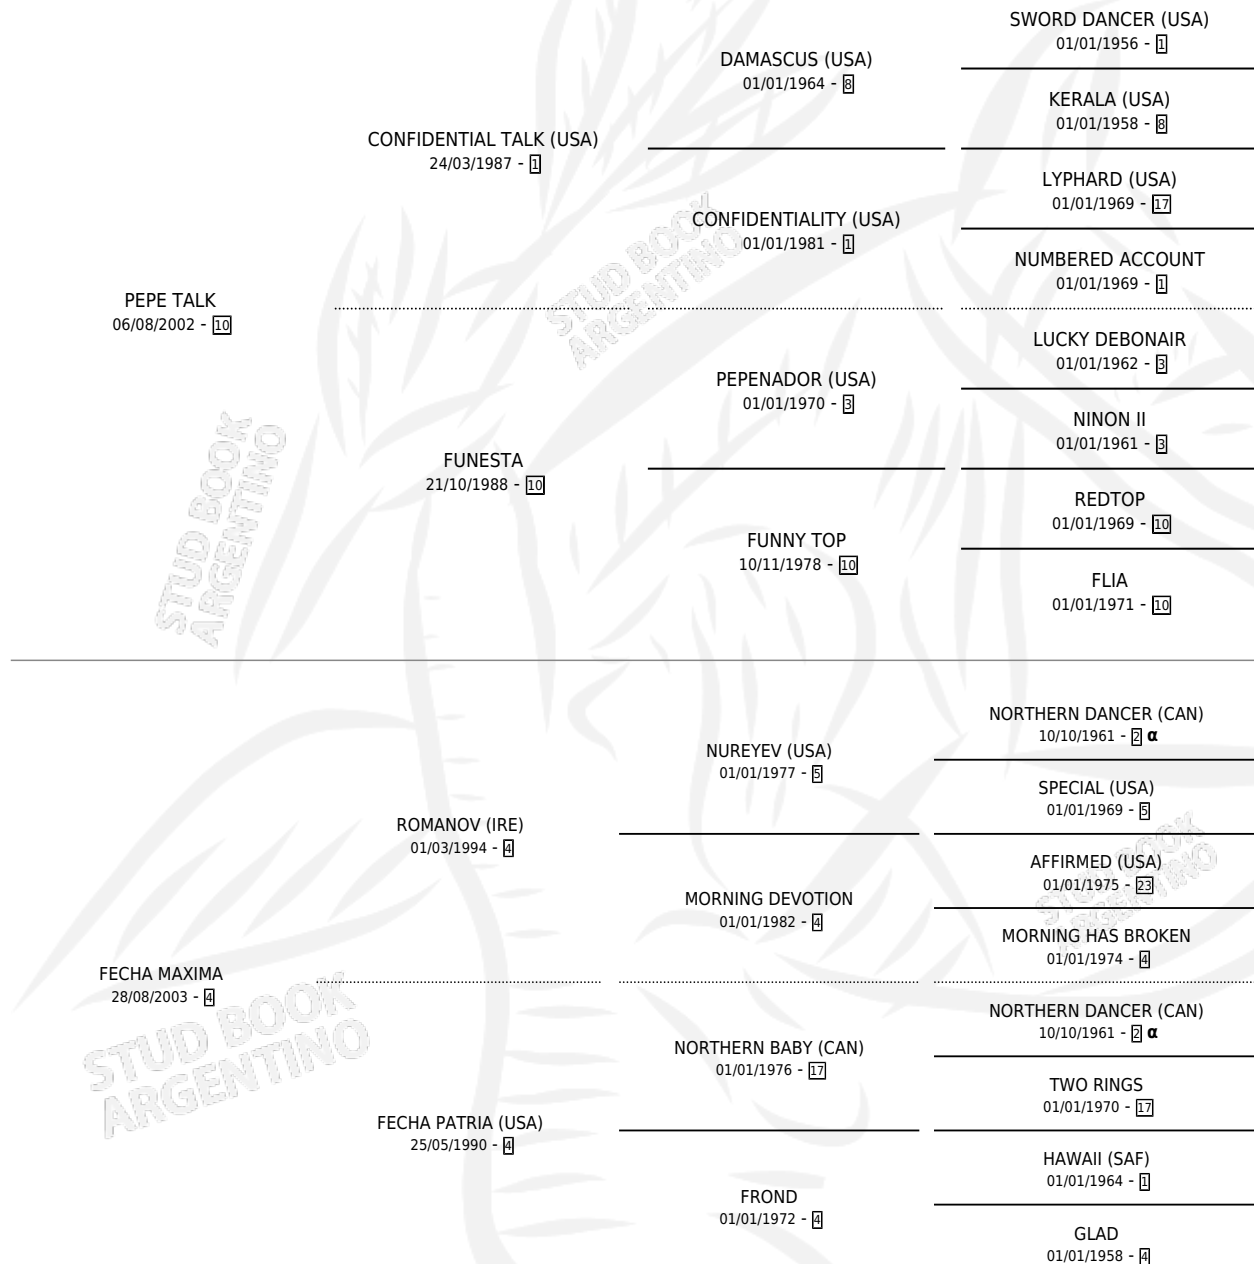 SWORD DANCER (USA)
01/01/1956 - 1
DAMASCUS (USA)
01/01/1964 - 8
KERALA (USA)
01/01/1958 - 8
CONFIDENTIAL TALK (USA)
24/03/1987 - 1
LYPHARD (USA)
01/01/1969 - 17
CONFIDENTIALITY (USA)
01/01/1981 - 1
NUMBERED ACCOUNT
01/01/1969 - 1
PEPE TALK
06/08/2002 - 10
LUCKY DEBONAIR
01/01/1962 - 3
PEPENADOR (USA)
01/01/1970 - 3
NINON II
01/01/1961 - 3
FUNESTA
21/10/1988 - 10
REDTOP
01/01/1969 - 10
FUNNY TOP
10/11/1978 - 10
FLIA
01/01/1971 - 10
NORTHERN DANCER (CAN)
10/10/1961 - 2 α
NUREYEV (USA)
01/01/1977 - 5
SPECIAL (USA)
01/01/1969 - 5
ROMANOV (IRE)
01/03/1994 - 4
AFFIRMED (USA)
01/01/1975 - 23
MORNING DEVOTION
01/01/1982 - 4
MORNING HAS BROKEN
01/01/1974 - 4
FECHA MAXIMA
28/08/2003 - 4
NORTHERN DANCER (CAN)
10/10/1961 - 2 α
NORTHERN BABY (CAN)
01/01/1976 - 17
TWO RINGS
01/01/1970 - 17
FECHA PATRIA (USA)
25/05/1990 - 4
HAWAII (SAF)
01/01/1964 - 1
FROND
01/01/1972 - 4
GLAD
01/01/1958 - 4
STUD BOOK
ARGENTINO
STUD BOOK
ARGENTINO
STUD BOOK
ARGENTINO
STUD BOOK
ARGENTINO